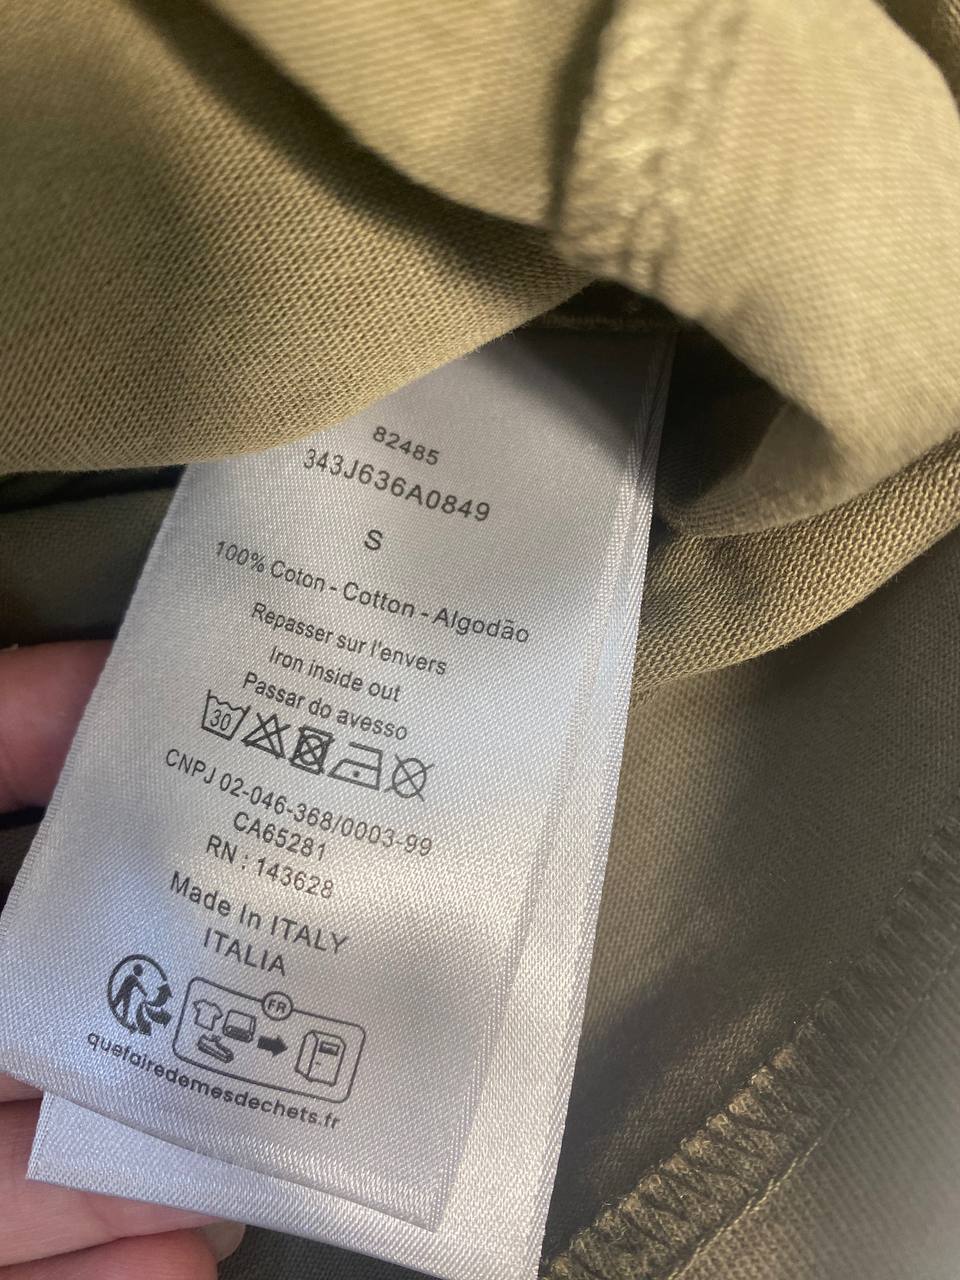 82485
343J636A0849
S
100% Coton - Cotton - Algodão
Repasser sur l'envers
Iron inside out
Passar do avesso
30
CNPJ 02-046-368/0003-99
CA65281
RN : 143628
Made In ITALY
ITALIA
FR
quefairedemesdechets.fr